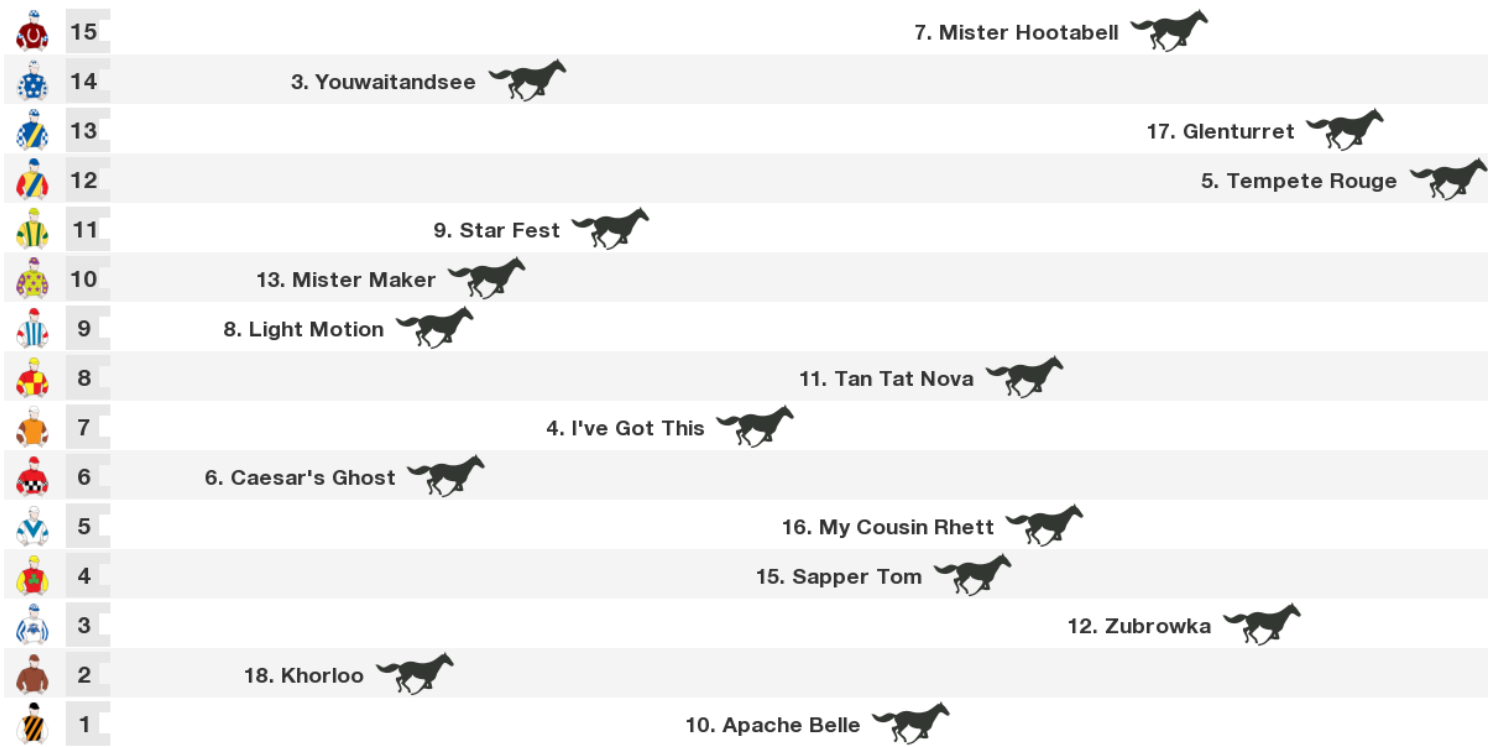 15 7. Mister Hootabell
14 3. Youwaitandsee
13 17. Glenturret
12 5. Tempete Rouge
11 9. Star Fest
10 13. Mister Maker
9 8. Light Motion
8 11. Tan Tat Nova
7 4. I've Got This
6 6. Caesar's Ghost
5 16. My Cousin Rhett
4 15. Sapper Tom
3 12. Zubrowka
2 18. Khorloo
1 10. Apache Belle